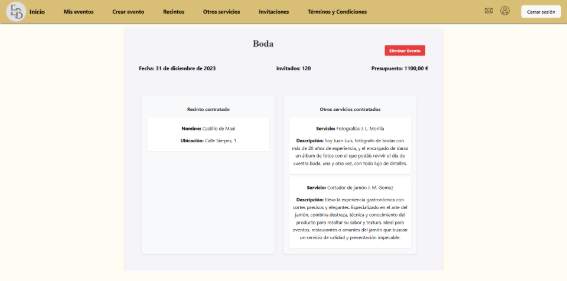 Inicio
Mis eventos
Crear evento
Recintos
Otros servicios
Invitaciones
Términos y Condiciones
Cerrar sesión
Boda
Eliminar Evento
Fecha: 31 de diciembre de 2023
Invitados: 120
Presupuesto: 1100,00 €
Recinto contratado
Nombre: Castillo de Maxi
Ubicación: Calle Sierpes, 1
Otros servicios contratados
Servicio: Fotografías J. L. Morilla
Descripción: Soy Juan Luis, fotógrafo de bodas con
más de 20 años de experiencia, y el encargado de daros
un álbum de fotos con el que podáis revivir el día de
vuestra boda, una y otra vez, con todo lujo de detalles.
Servicio: Cortador de jamón J. M. Gomez
Descripción: Eleva la experiencia gastronómica con
cortes precisos y elegantes. Especializado en el arte del
jamón, combina destreza, técnica y conocimiento del
producto para resaltar su sabor y textura. Ideal para
eventos, restaurantes o amantes del jamón que buscan
un servicio de calidad y presentación impecable.